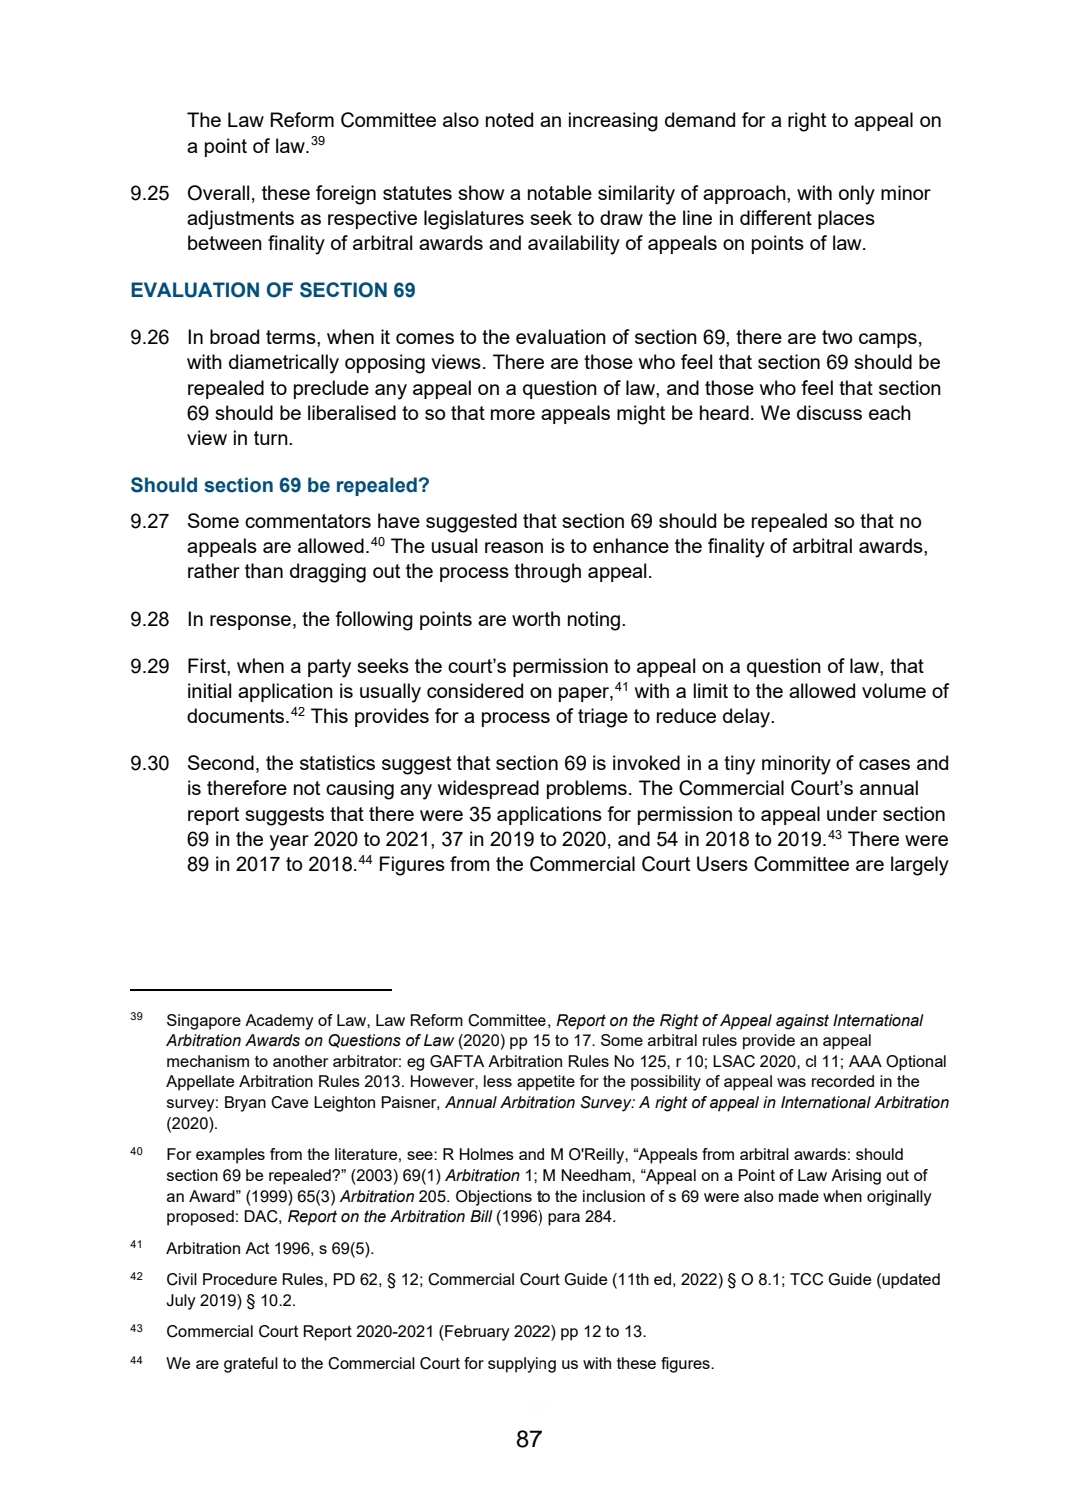 The Law Reform Committee also noted an increasing demand for a right to appeal on
a point of law.39
9.25 Overall, these foreign statutes show a notable similarity of approach, with only minor
adjustments as respective legislatures seek to draw the line in different places
between finality of arbitral awards and availability of appeals on points of law.
EVALUATION OF SECTION 69
9.26 In broad terms, when it comes to the evaluation of section 69, there are two camps,
with diametrically opposing views. There are those who feel that section 69 should be
repealed to preclude any appeal on a question of law, and those who feel that section
69 should be liberalised to so that more appeals might be heard. We discuss each
view in turn.
Should section 69 be repealed?
9.27 Some commentators have suggested that section 69 should be repealed so that no
appeals are allowed.40 The usual reason is to enhance the finality of arbitral awards,
rather than dragging out the process through appeal.
9.28 In response, the following points are worth noting.
9.29 First, when a party seeks the court’s permission to appeal on a question of law, that
initial application is usually considered on paper,41 with a limit to the allowed volume of
documents.42 This provides for a process of triage to reduce delay.
9.30 Second, the statistics suggest that section 69 is invoked in a tiny minority of cases and
is therefore not causing any widespread problems. The Commercial Court’s annual
report suggests that there were 35 applications for permission to appeal under section
69 in the year 2020 to 2021, 37 in 2019 to 2020, and 54 in 2018 to 2019.43 There were
89 in 2017 to 2018.44 Figures from the Commercial Court Users Committee are largely
39 Singapore Academy of Law, Law Reform Committee, Report on the Right of Appeal against International
Arbitration Awards on Questions of Law (2020) pp 15 to 17. Some arbitral rules provide an appeal
mechanism to another arbitrator: eg GAFTA Arbitration Rules No 125, r 10; LSAC 2020, cl 11; AAA Optional
Appellate Arbitration Rules 2013. However, less appetite for the possibility of appeal was recorded in the
survey: Bryan Cave Leighton Paisner, Annual Arbitration Survey: A right of appeal in International Arbitration
(2020).
40 For examples from the literature, see: R Holmes and M O'Reilly, “Appeals from arbitral awards: should
section 69 be repealed?” (2003) 69(1) Arbitration 1; M Needham, “Appeal on a Point of Law Arising out of
an Award” (1999) 65(3) Arbitration 205. Objections to the inclusion of s 69 were also made when originally
proposed: DAC, Report on the Arbitration Bill (1996) para 284.
41 Arbitration Act 1996, s 69(5).
42 Civil Procedure Rules, PD 62, § 12; Commercial Court Guide (11th ed, 2022) § O 8.1; TCC Guide (updated
July 2019) § 10.2.
43 Commercial Court Report 2020-2021 (February 2022) pp 12 to 13.
44 We are grateful to the Commercial Court for supplying us with these figures.
87